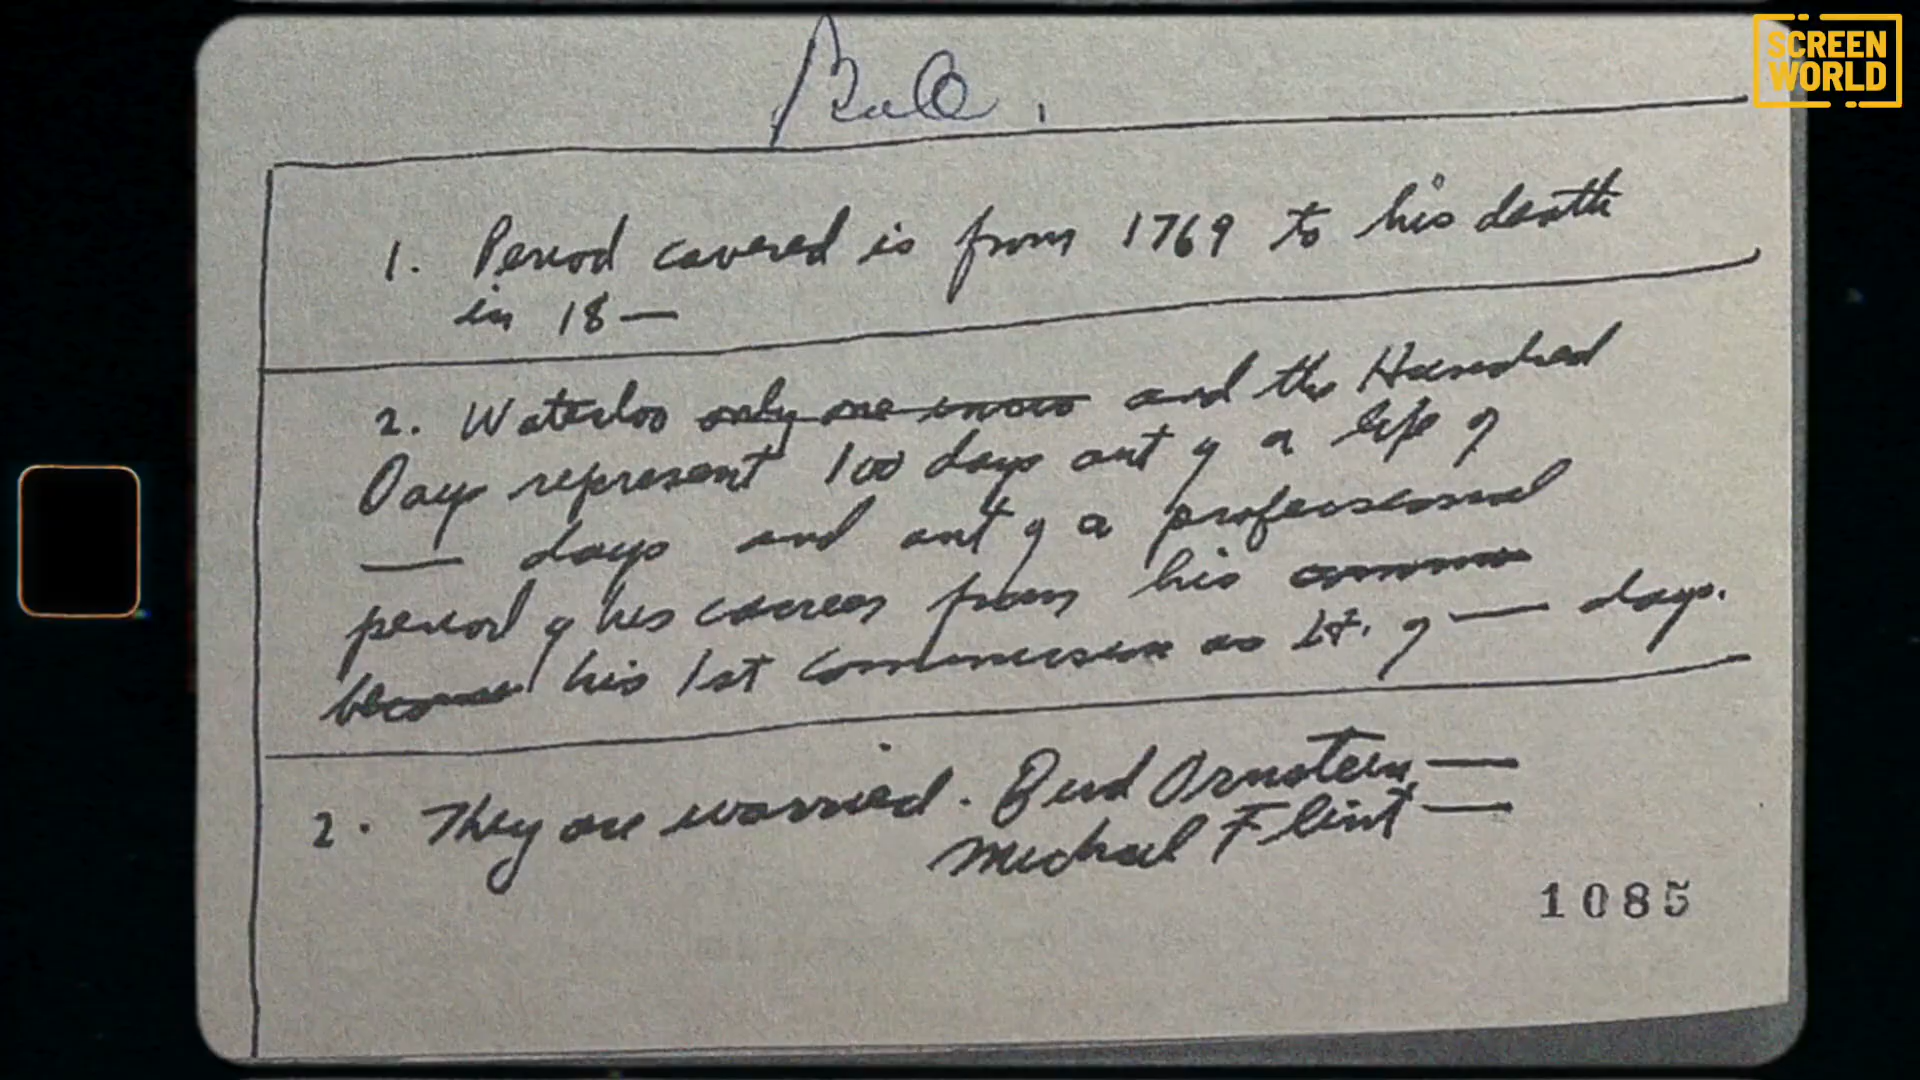 SCREEN
WORLD
1. Period covered is from 1769 to his death
in 18—
2. Waterloo only one and the Hundred
Days represent 100 days out of a life of
— days and out of a professional
period of his career from his
his 1st commission as Lt. of — days.
2. They are worried. Bud Ornstein —
Michael Flint —
1085